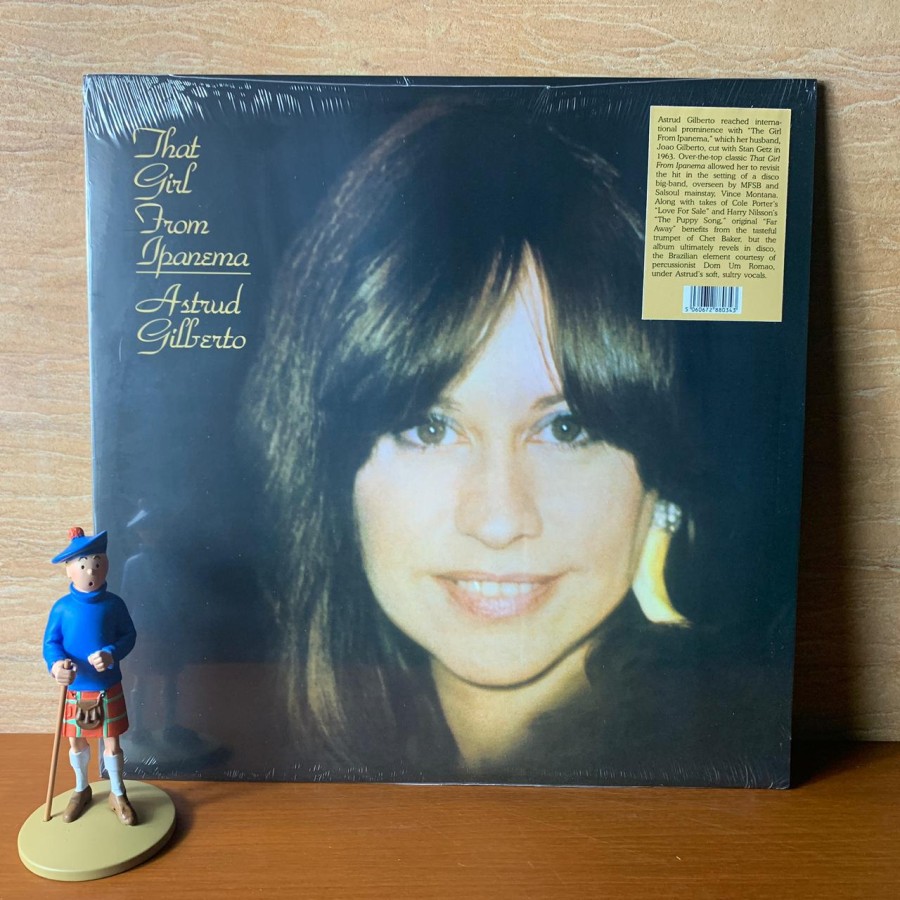 That
Girl
From
Ipanema
Astrud
Gilberto
Astrud Gilberto reached interna-
tional prominence with "The Girl
From Ipanema," which her husband,
Joao Gilberto, cut with Stan Getz in
1963. Over-the-top classic That Girl
From Ipanema allowed her to revisit
the hit in the setting of a disco
big-band, overseen by MFSB and
Salsoul mainstay, Vince Montana.
Along with takes of Cole Porter's
"Love For Sale" and Harry Nilsson's
"The Puppy Song," original "Far
Away" benefits from the tasteful
trumpet of Chet Baker, but the
album ultimately revels in disco,
the Brazilian element courtesy of
percussionist Dom Um Romao,
under Astrud's soft, sultry vocals.
5 060672 880343